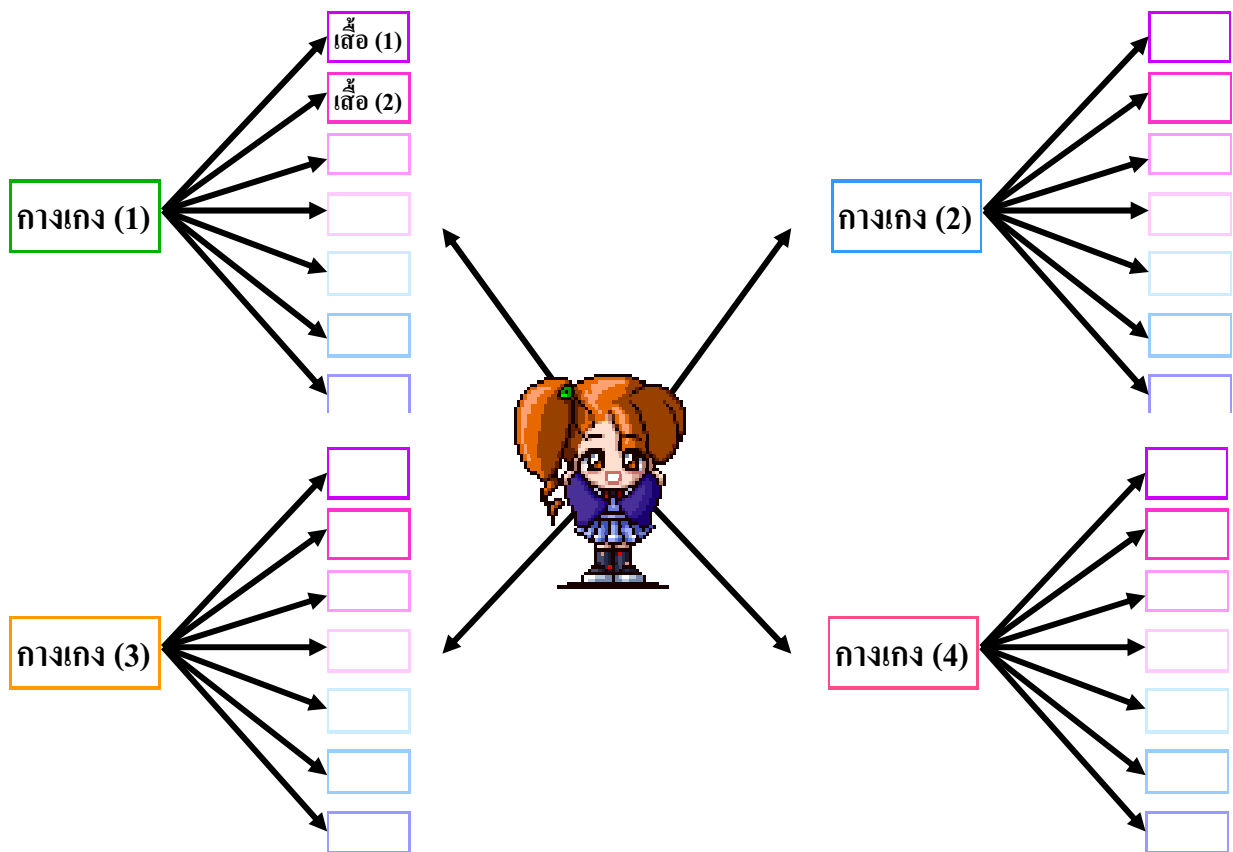 เสื้อ (1)
เสื้อ (2)
กางเกง (1)
กางเกง (2)
กางเกง (3)
กางเกง (4)